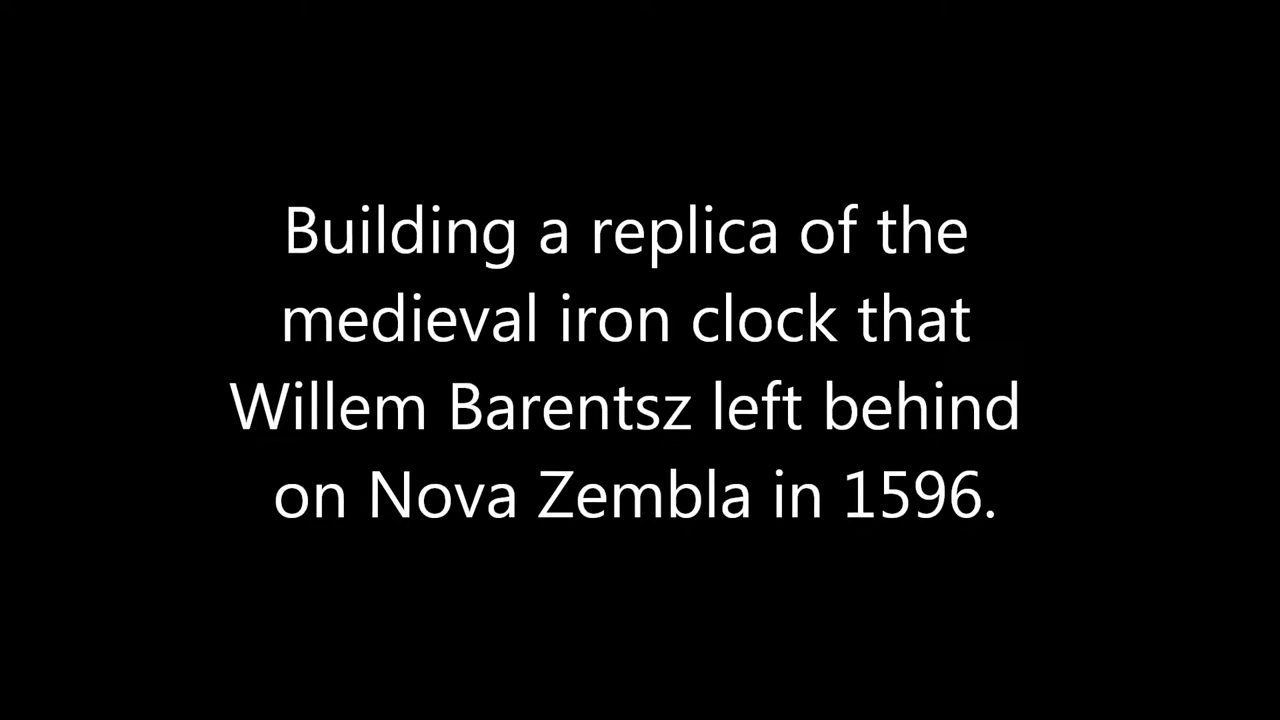 Building a replica of the
medieval iron clock that
Willem Barentsz left behind
on Nova Zembla in 1596.